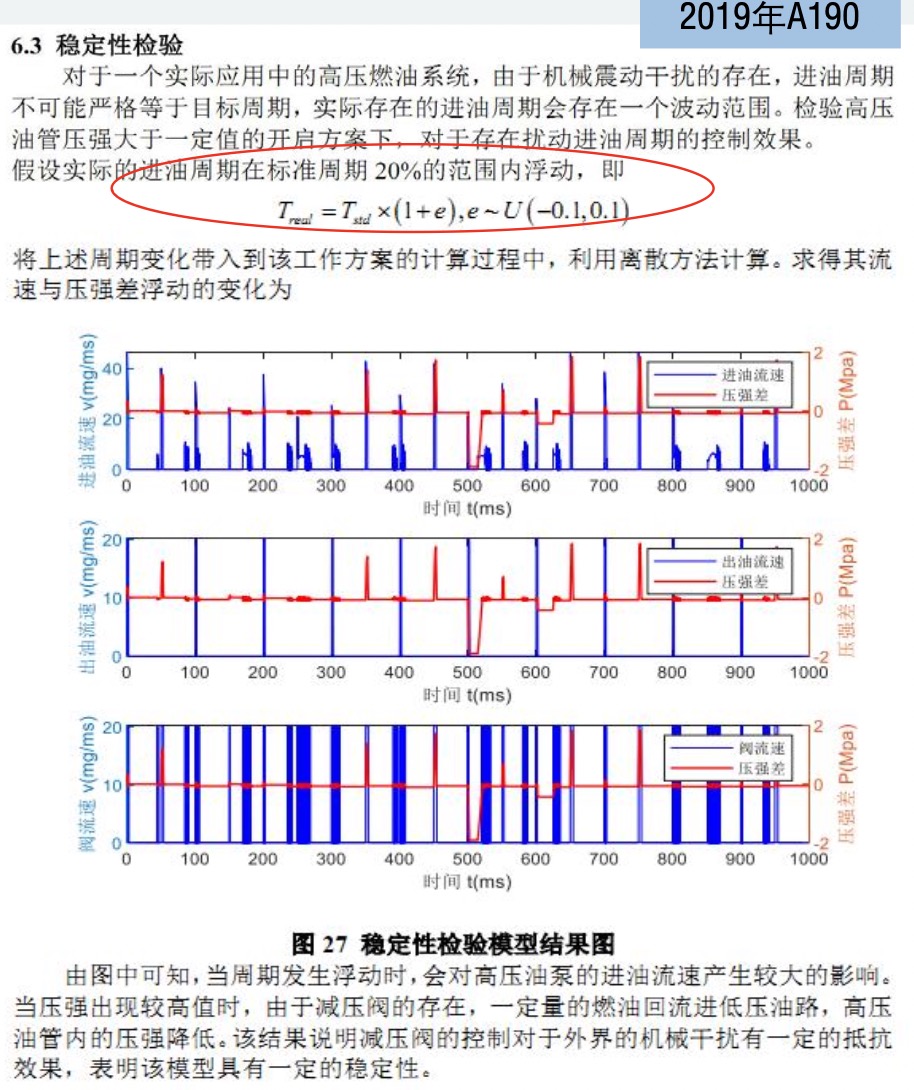 2019年A190
6.3 稳定性检验
对于一个实际应用中的高压燃油系统，由于机械震动干扰的存在，进油周期
不可能严格等于目标周期，实际存在的进油周期会存在一个波动范围。检验高压
油管压强大于一定值的开启方案下，对于存在扰动进油周期的控制效果。
假设实际的进油周期在标准周期 20%的范围内浮动，即
T_real = T_std ×(1+e), e ~ U(−0.1,0.1)
将上述周期变化带入到该工作方案的计算过程中，利用离散方法计算。求得其流
速与压强差浮动的变化为
进油流速 v(mg/ms)
40
20
0
进油流速
压强差
2
0
-2
压强差 P(Mpa)
0 100 200 300 400 500 600 700 800 900 1000
时间 t(ms)
出油流速 v(mg/ms)
20
10
0
出油流速
压强差
2
0
-2
压强差 P(Mpa)
0 100 200 300 400 500 600 700 800 900 1000
时间 t(ms)
阀流速 v(mg/ms)
20
10
0
阀流速
压强差
2
0
-2
压强差 P(Mpa)
0 100 200 300 400 500 600 700 800 900 1000
时间 t(ms)
图 27 稳定性检验模型结果图
由图中可知，当周期发生浮动时，会对高压油泵的进油流速产生较大的影响。
当压强出现较高值时，由于减压阀的存在，一定量的燃油回流进低压油路，高压
油管内的压强降低。该结果说明减压阀的控制对于外界的机械干扰有一定的抵抗
效果，表明该模型具有一定的稳定性。